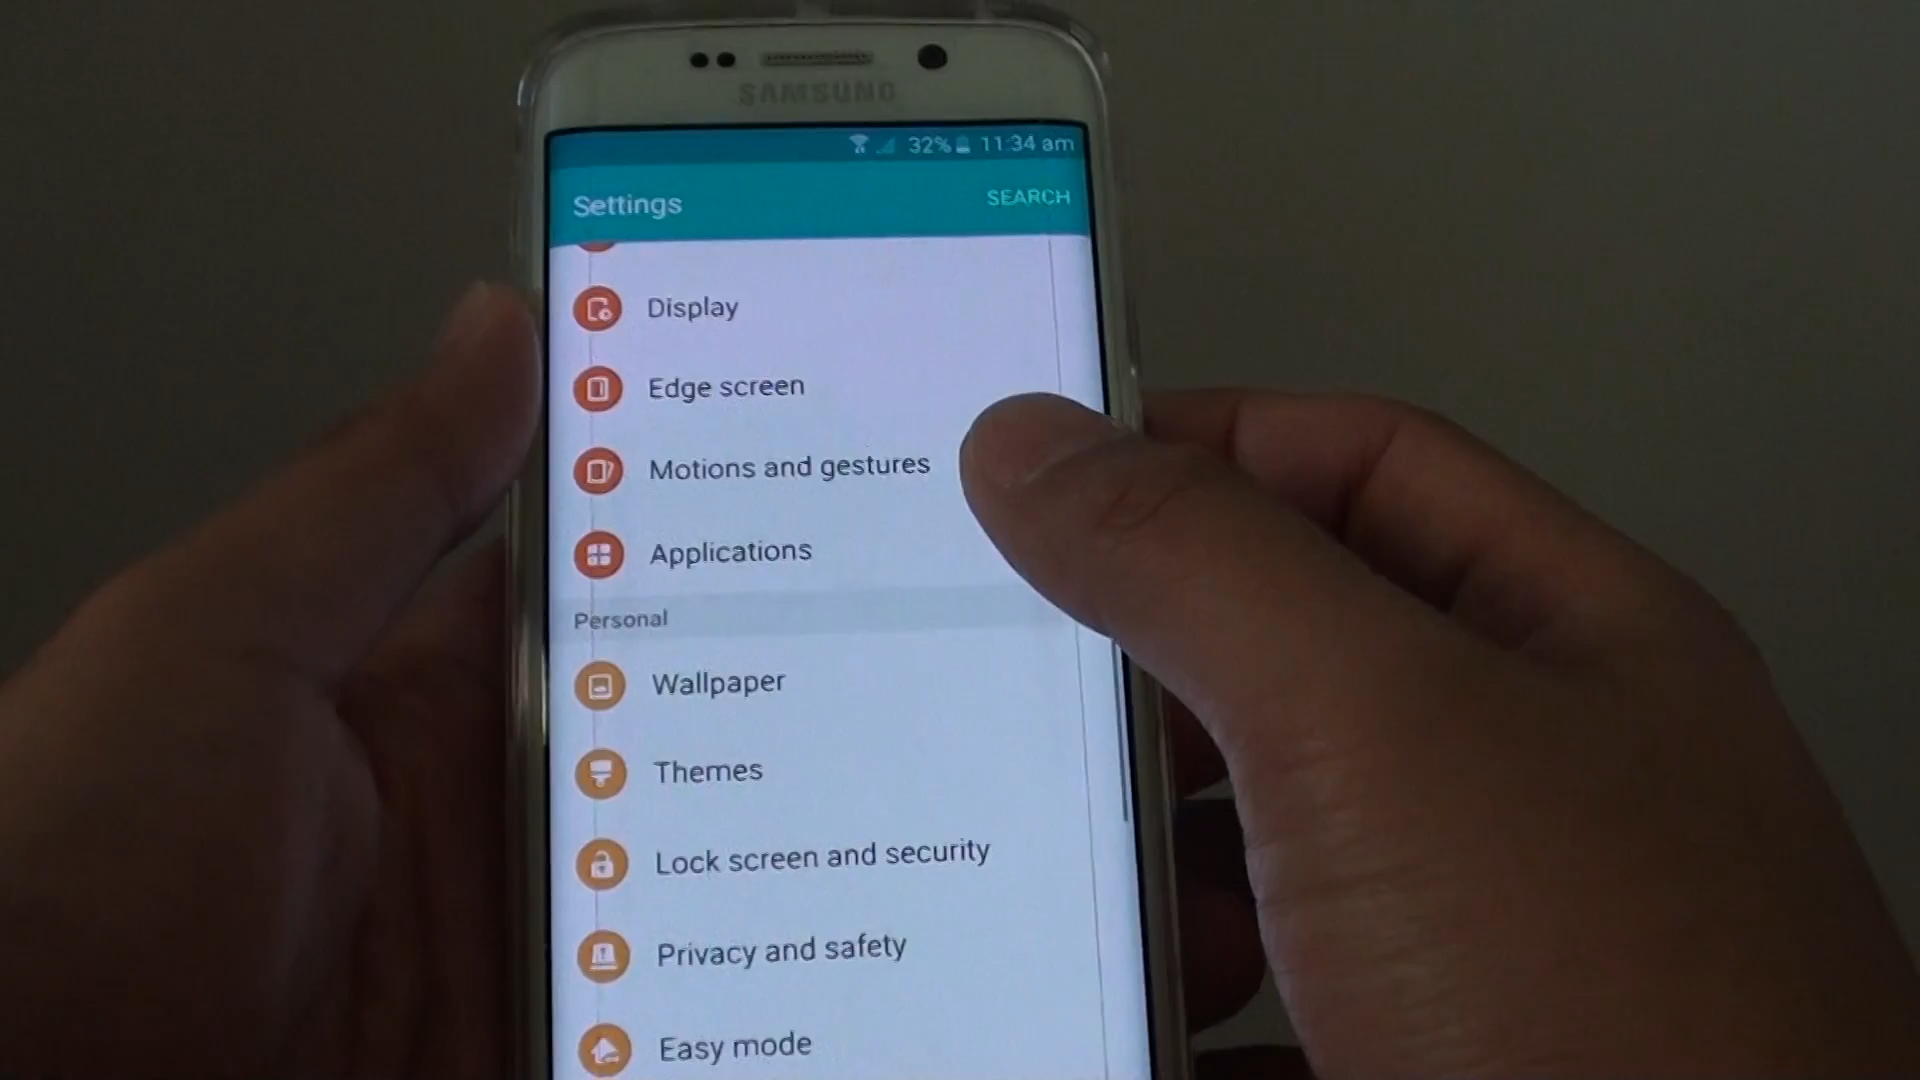 SAMSUNG
32% 11:34 am
Settings
SEARCH
Display
Edge screen
Motions and gestures
Applications
Personal
Wallpaper
Themes
Lock screen and security
Privacy and safety
Easy mode